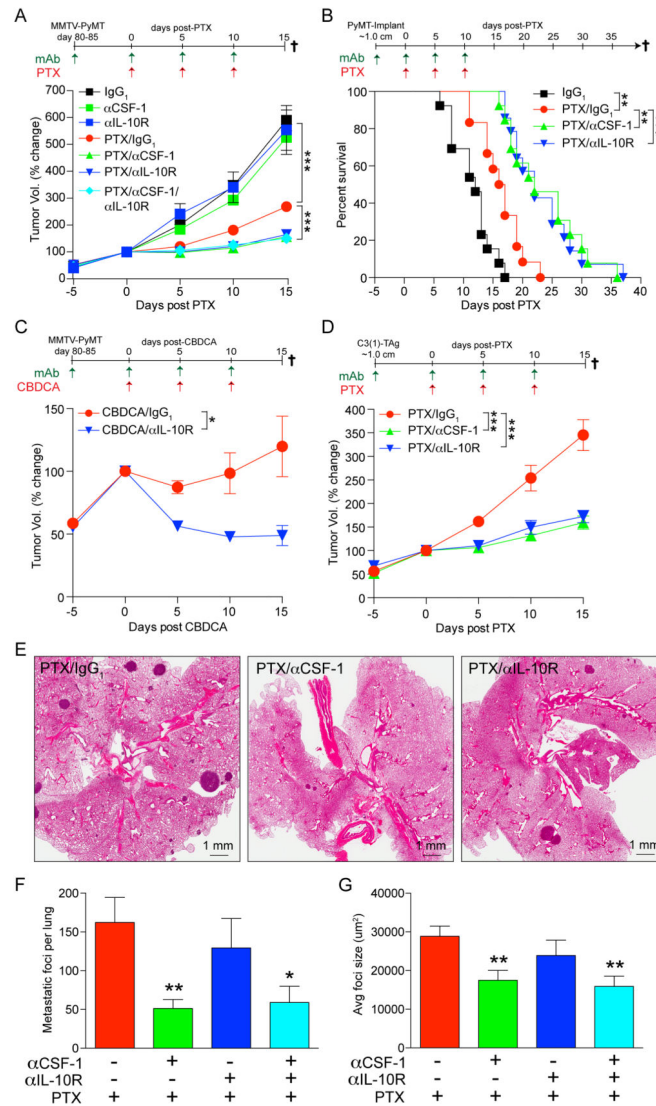 A
MMTV-PyMT
day 80-85
days post-PTX
0 5 10 15
mAb
PTX
IgG1
αCSF-1
αIL-10R
PTX/IgG1
PTX/αCSF-1
PTX/αIL-10R
PTX/αCSF-1/
αIL-10R
***
***
Tumor Vol. (% change)
700
600
500
400
300
200
100
0
-5 0 5 10 15
Days post PTX
B
PyMT-Implant
~1.0 cm
days post-PTX
0 5 10 15 20 25 30 35
mAb
PTX
IgG1
PTX/IgG1
PTX/αCSF-1
PTX/αIL-10R
**
**
Percent survival
100
80
60
40
20
0
-5 0 5 10 15 20 25 30 35 40
Days post PTX
C
MMTV-PyMT
day 80-85
days post-CBDCA
0 5 10 15
mAb
CBDCA
CBDCA/IgG1
CBDCA/αIL-10R
*
Tumor Vol. (% change)
150
100
50
0
-5 0 5 10 15
Days post CBDCA
D
C3(1)-TAg
~1.0 cm
days post-PTX
0 5 10 15
mAb
PTX
PTX/IgG1
PTX/αCSF-1
PTX/αIL-10R
***
***
Tumor Vol. (% change)
400
350
300
250
200
150
100
50
0
-5 0 5 10 15
Days post PTX
E
PTX/IgG1
1 mm
PTX/αCSF-1
1 mm
PTX/αIL-10R
1 mm
F
Metastatic foci per lung
200
150
100
50
0
**
*
αCSF-1 - + - +
αIL-10R - - + +
PTX + + + +
G
Avg foci size (um²)
40000
30000
20000
10000
0
**
**
αCSF-1 - + - +
αIL-10R - - + +
PTX + + + +